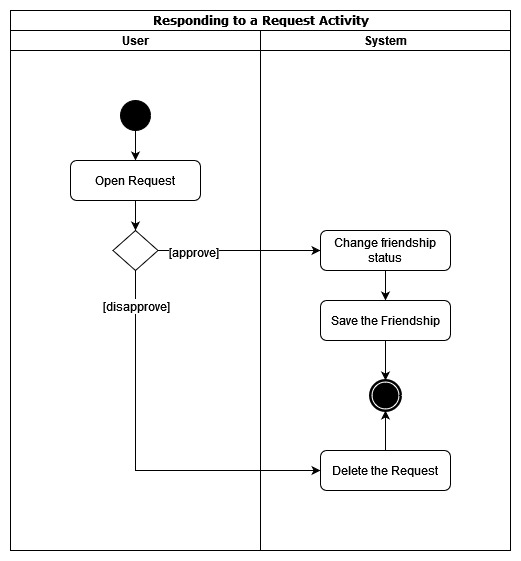 Responding to a Request Activity
User
System
Open Request
[approve]
Change friendship
status
[disapprove]
Save the Friendship
Delete the Request